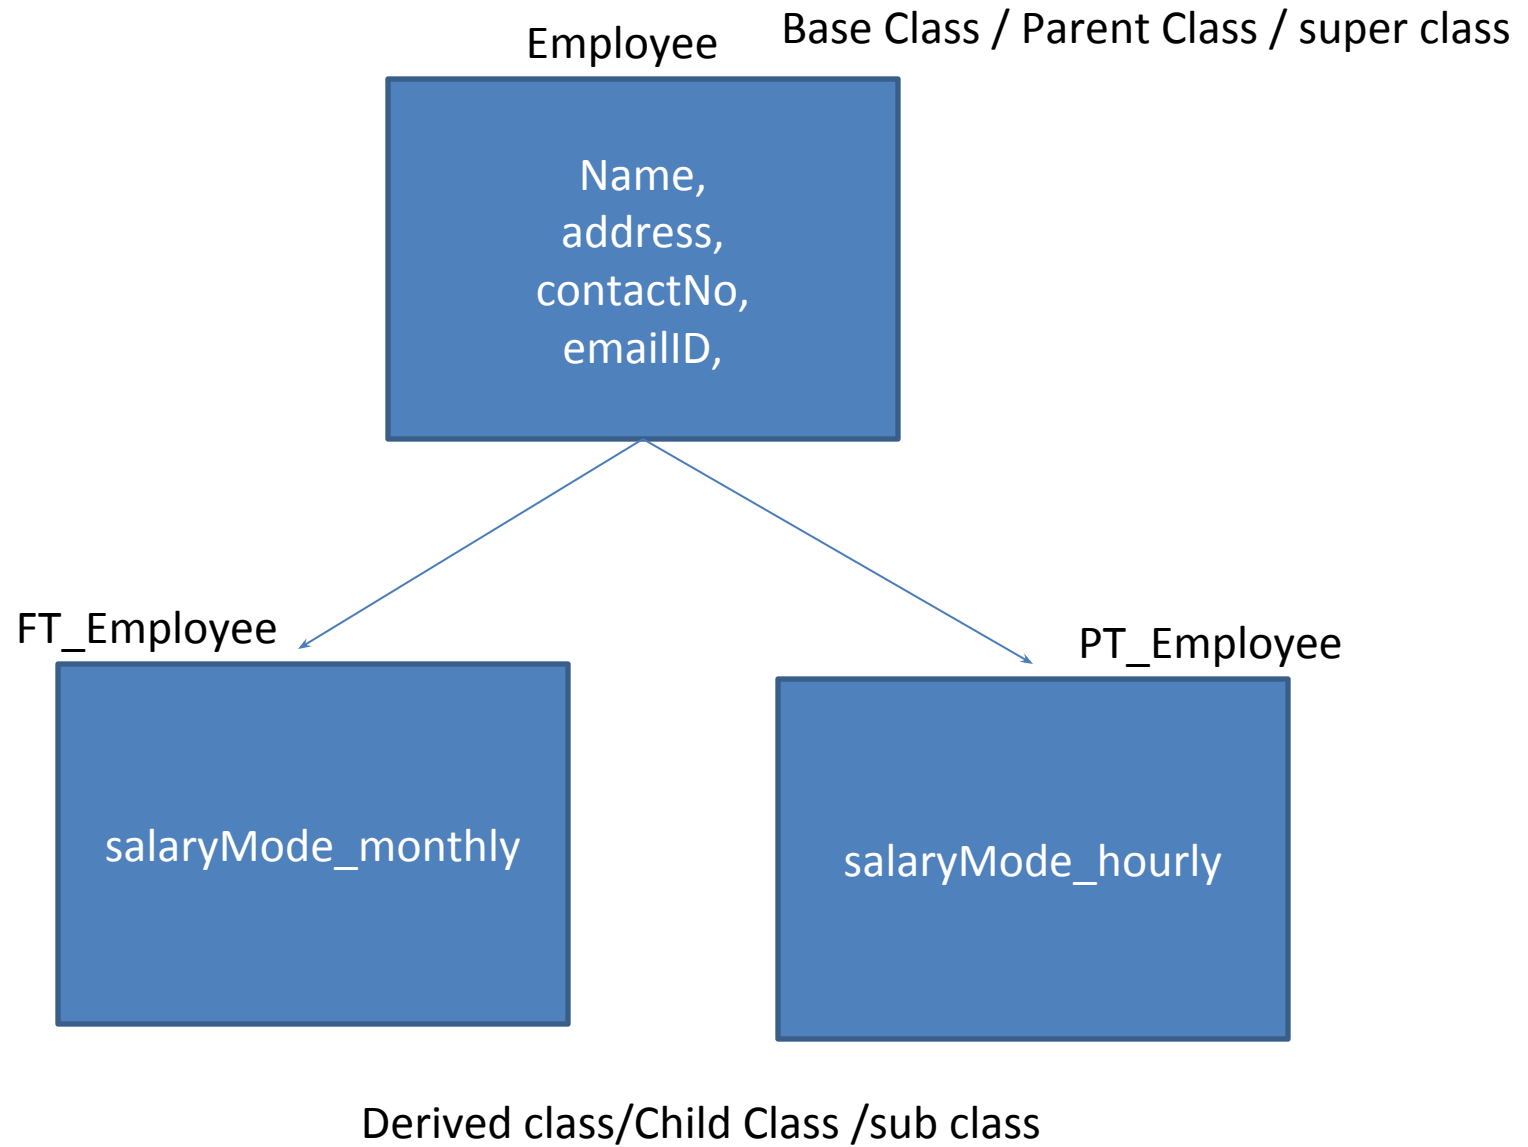 Employee
Base Class / Parent Class / super class
Name,
address,
contactNo,
emailID,
FT_Employee
PT_Employee
salaryMode_monthly
salaryMode_hourly
Derived class/Child Class /sub class